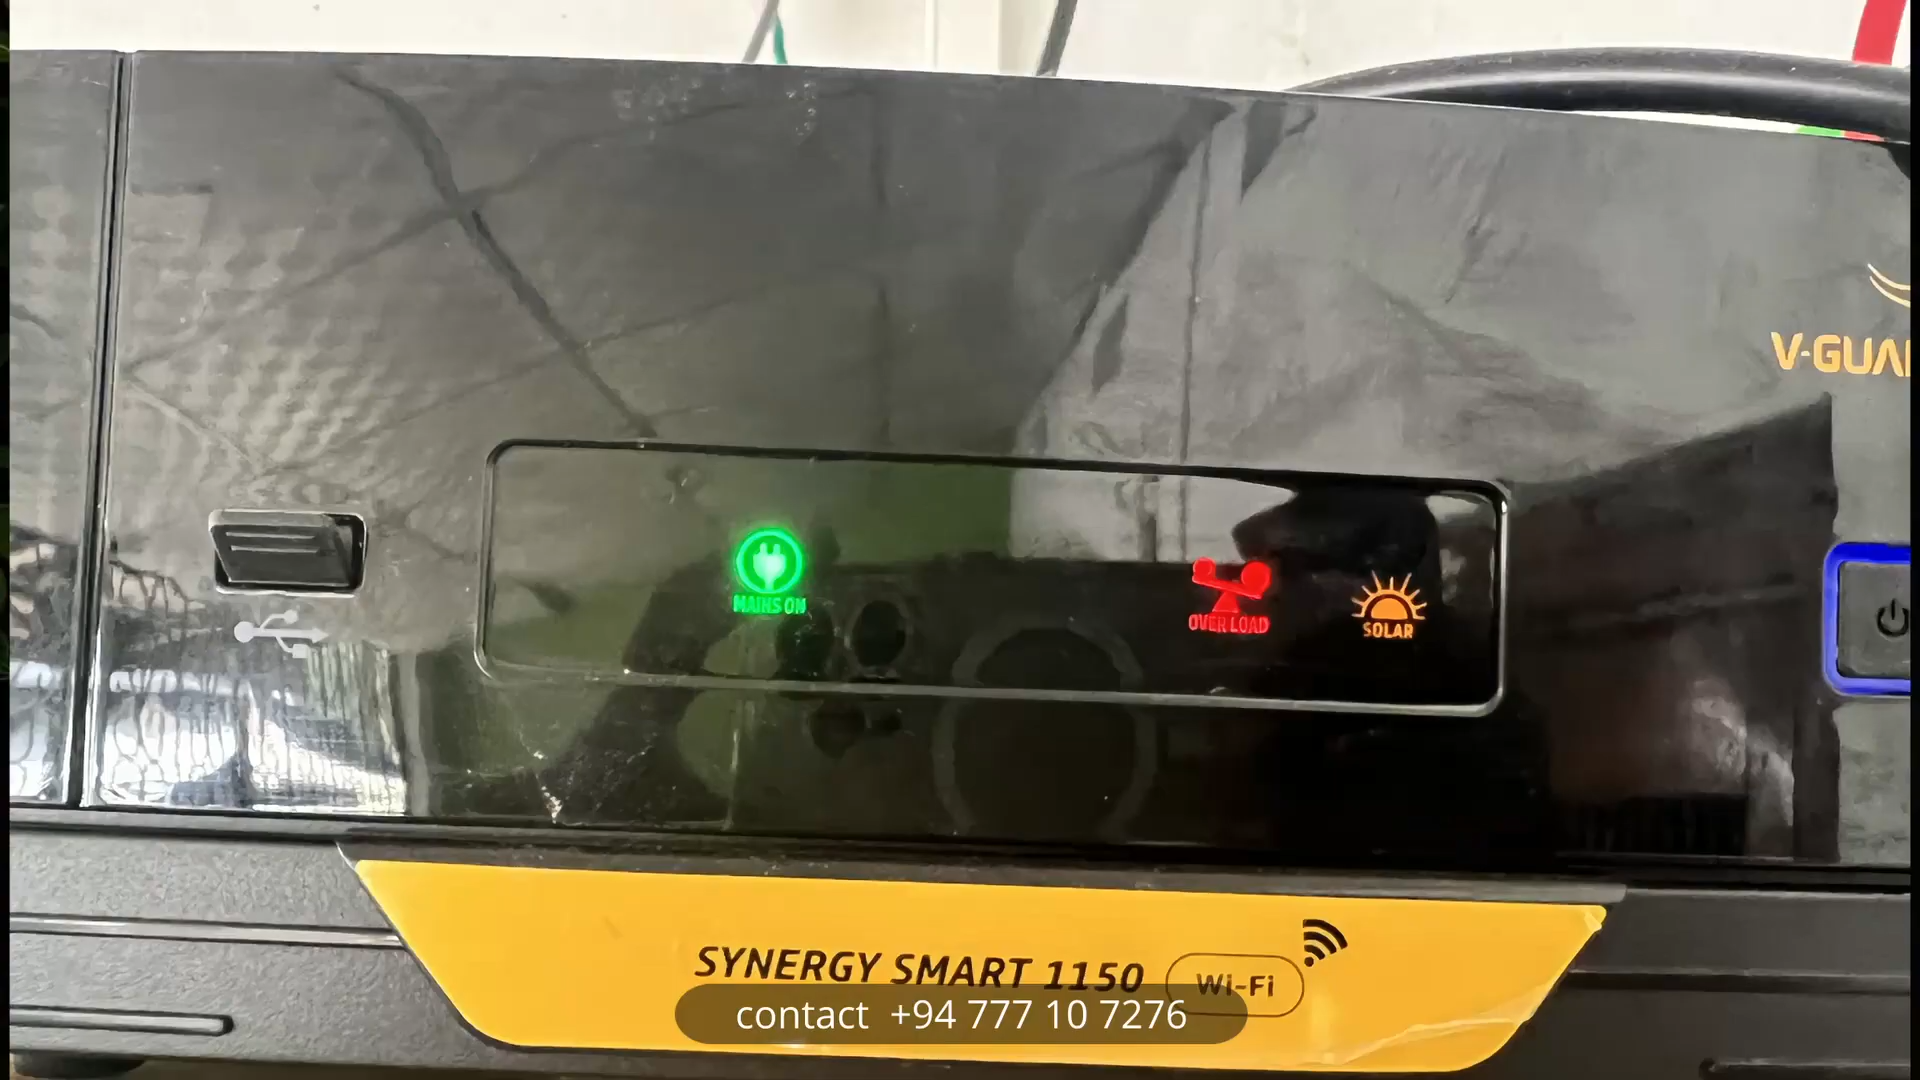 V-GUA
MAINS ON
OVER LOAD
SOLAR
SYNERGY SMART 1150
Wi-Fi
contact +94 777 10 7276